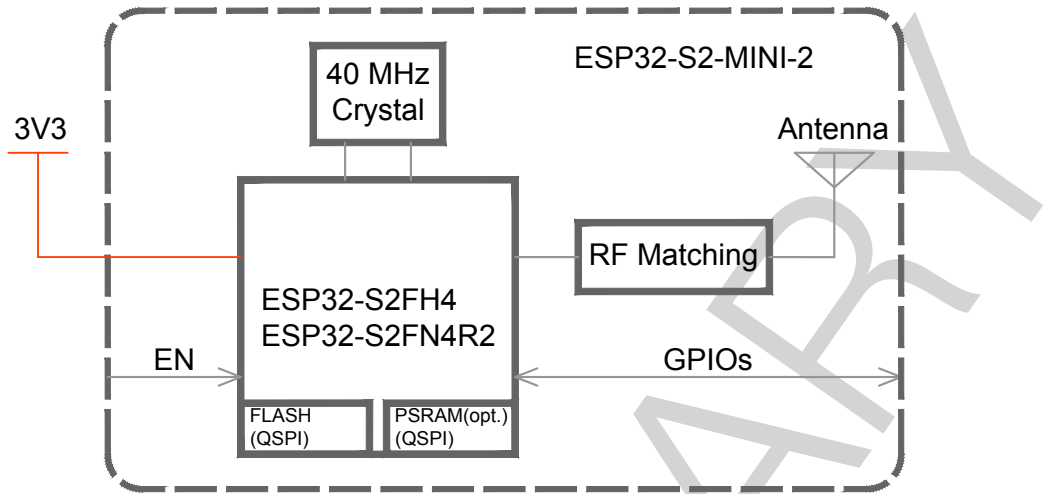 ESP32-S2-MINI-2
40 MHz
Crystal
3V3
Antenna
RF Matching
ESP32-S2FH4
ESP32-S2FN4R2
EN
GPIOs
FLASH
(QSPI)
PSRAM(opt.)
(QSPI)
ARY